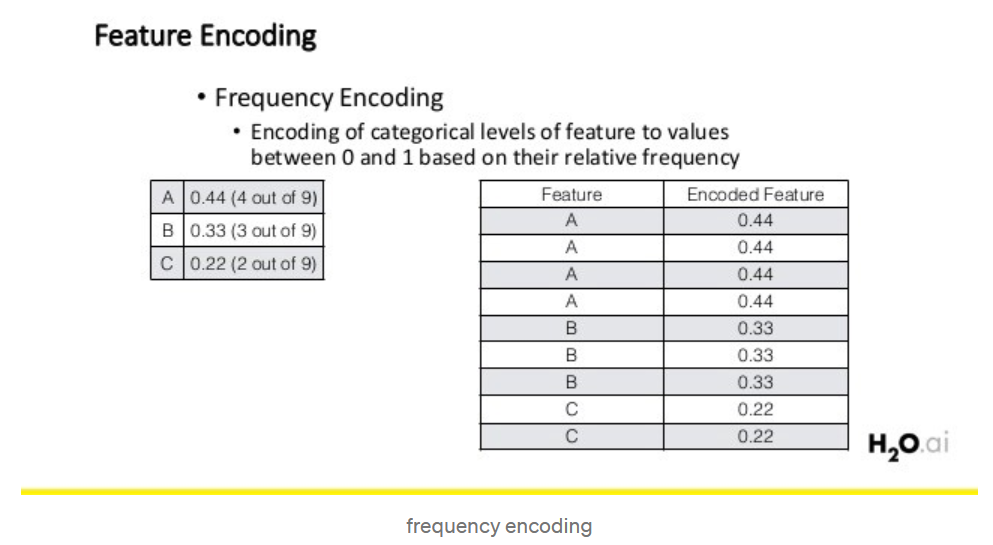 Feature Encoding
• Frequency Encoding
• Encoding of categorical levels of feature to values
between 0 and 1 based on their relative frequency
A 0.44 (4 out of 9)
B 0.33 (3 out of 9)
C 0.22 (2 out of 9)
Feature Encoded Feature
A 0.44
A 0.44
A 0.44
A 0.44
B 0.33
B 0.33
B 0.33
C 0.22
C 0.22
H₂O.ai
frequency encoding